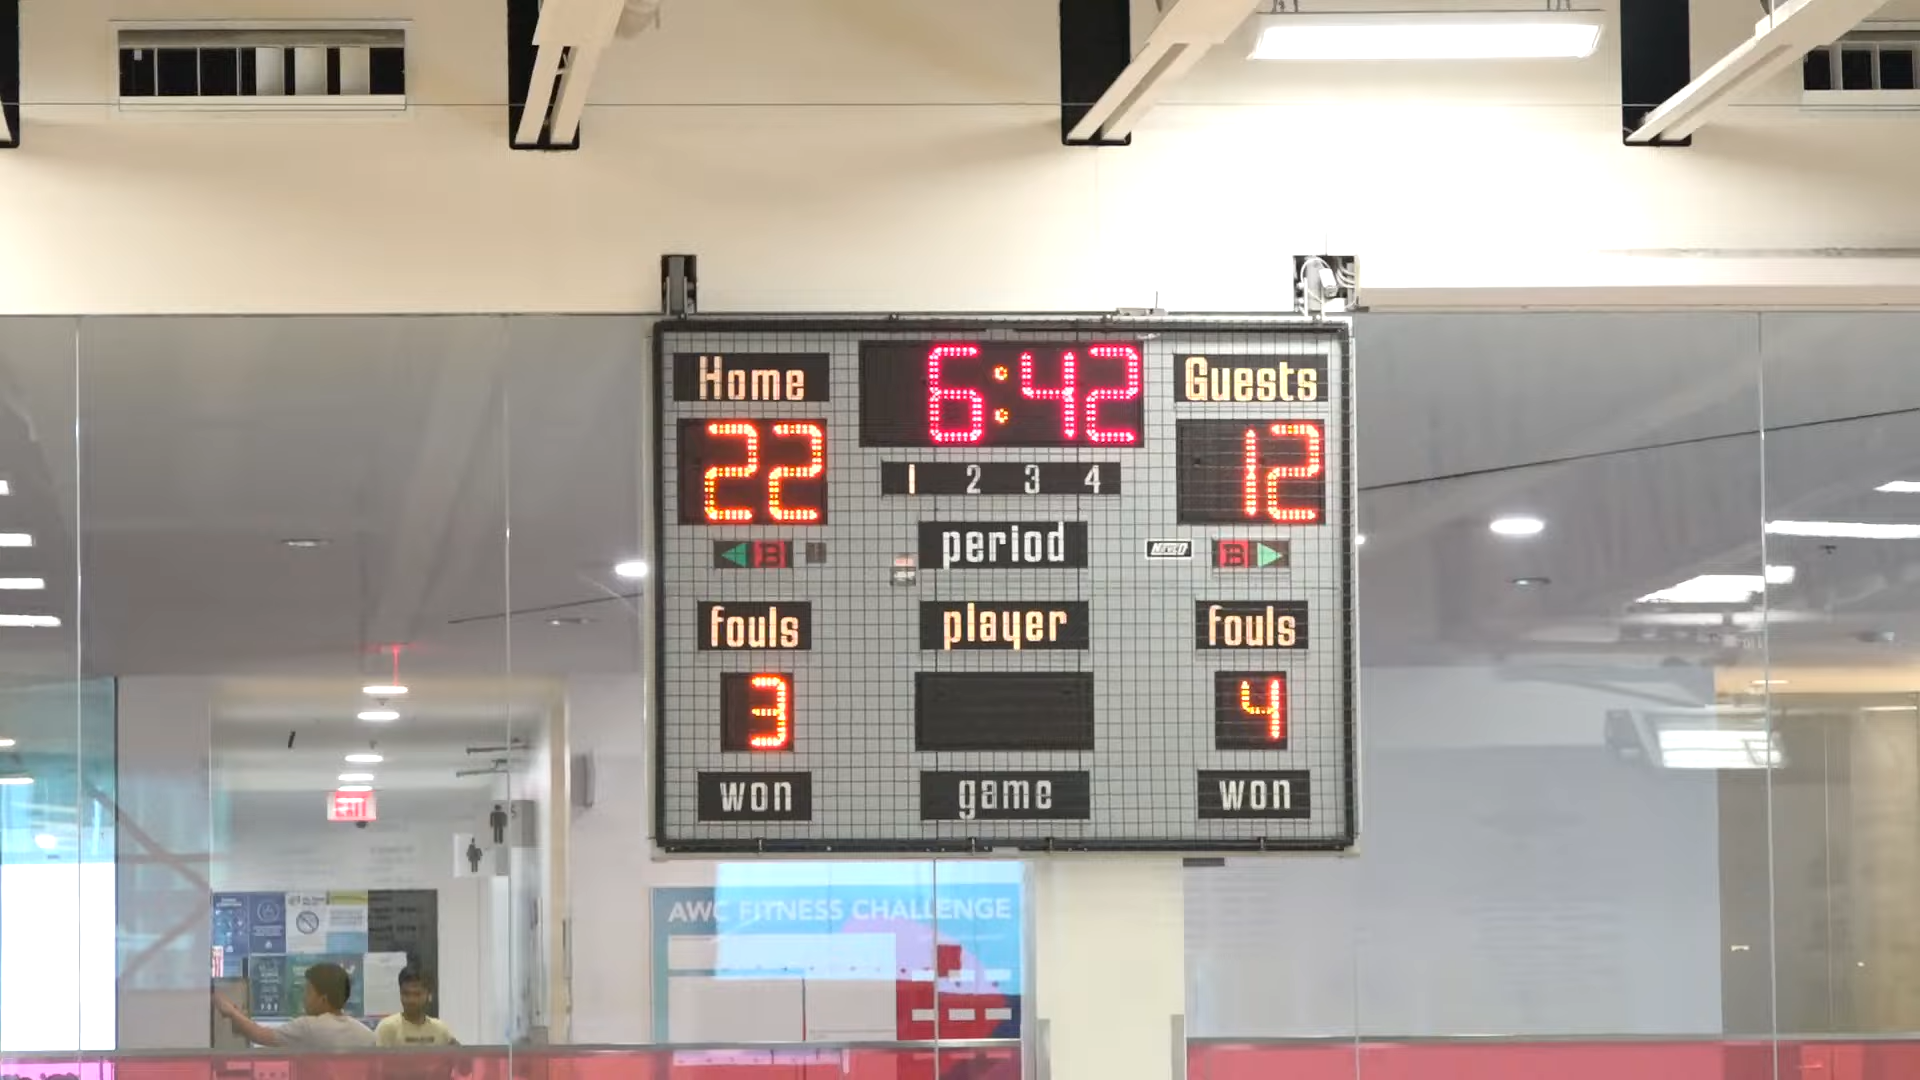 Home
6:42
Guests
22
12
1 2 3 4
period
B
NEVCO
B
fouls
player
fouls
3
4
won
game
won
EXIT
AWC FITNESS CHALLENGE